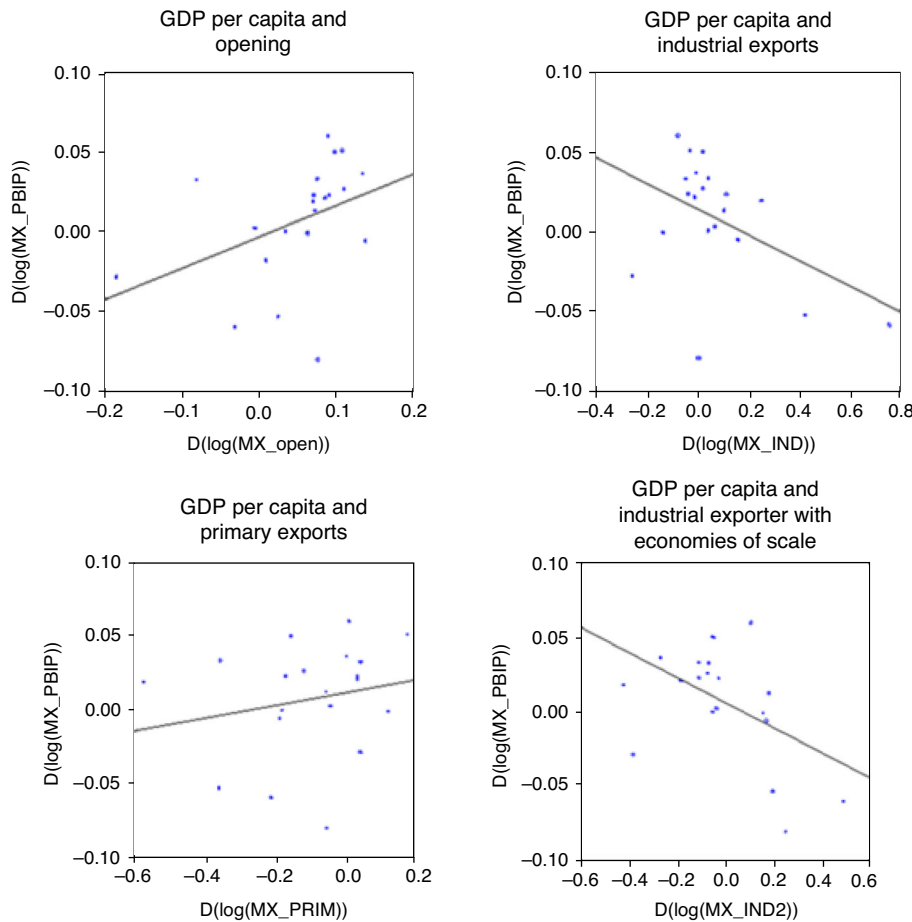 GDP per capita and
opening
0.10
0.05
0.00
–0.05
–0.10
D(log(MX_PBIP))
–0.2
–0.1
0.0
0.1
0.2
D(log(MX_open))
GDP per capita and
industrial exports
0.10
0.05
0.00
–0.05
–0.10
D(log(MX_PBIP))
–0.4
–0.2
0.0
0.2
0.4
0.6
0.8
D(log(MX_IND))
GDP per capita and
primary exports
0.10
0.05
0.00
–0.05
–0.10
D(log(MX_PBIP))
–0.6
–0.4
–0.2
0.0
0.2
D(log(MX_PRIM))
GDP per capita and
industrial exporter with
economies of scale
0.10
0.05
0.00
–0.05
–0.10
D(log(MX_PBIP))
–0.6
–0.4
–0.2
0.0
0.2
0.4
0.6
D(log(MX_IND2))